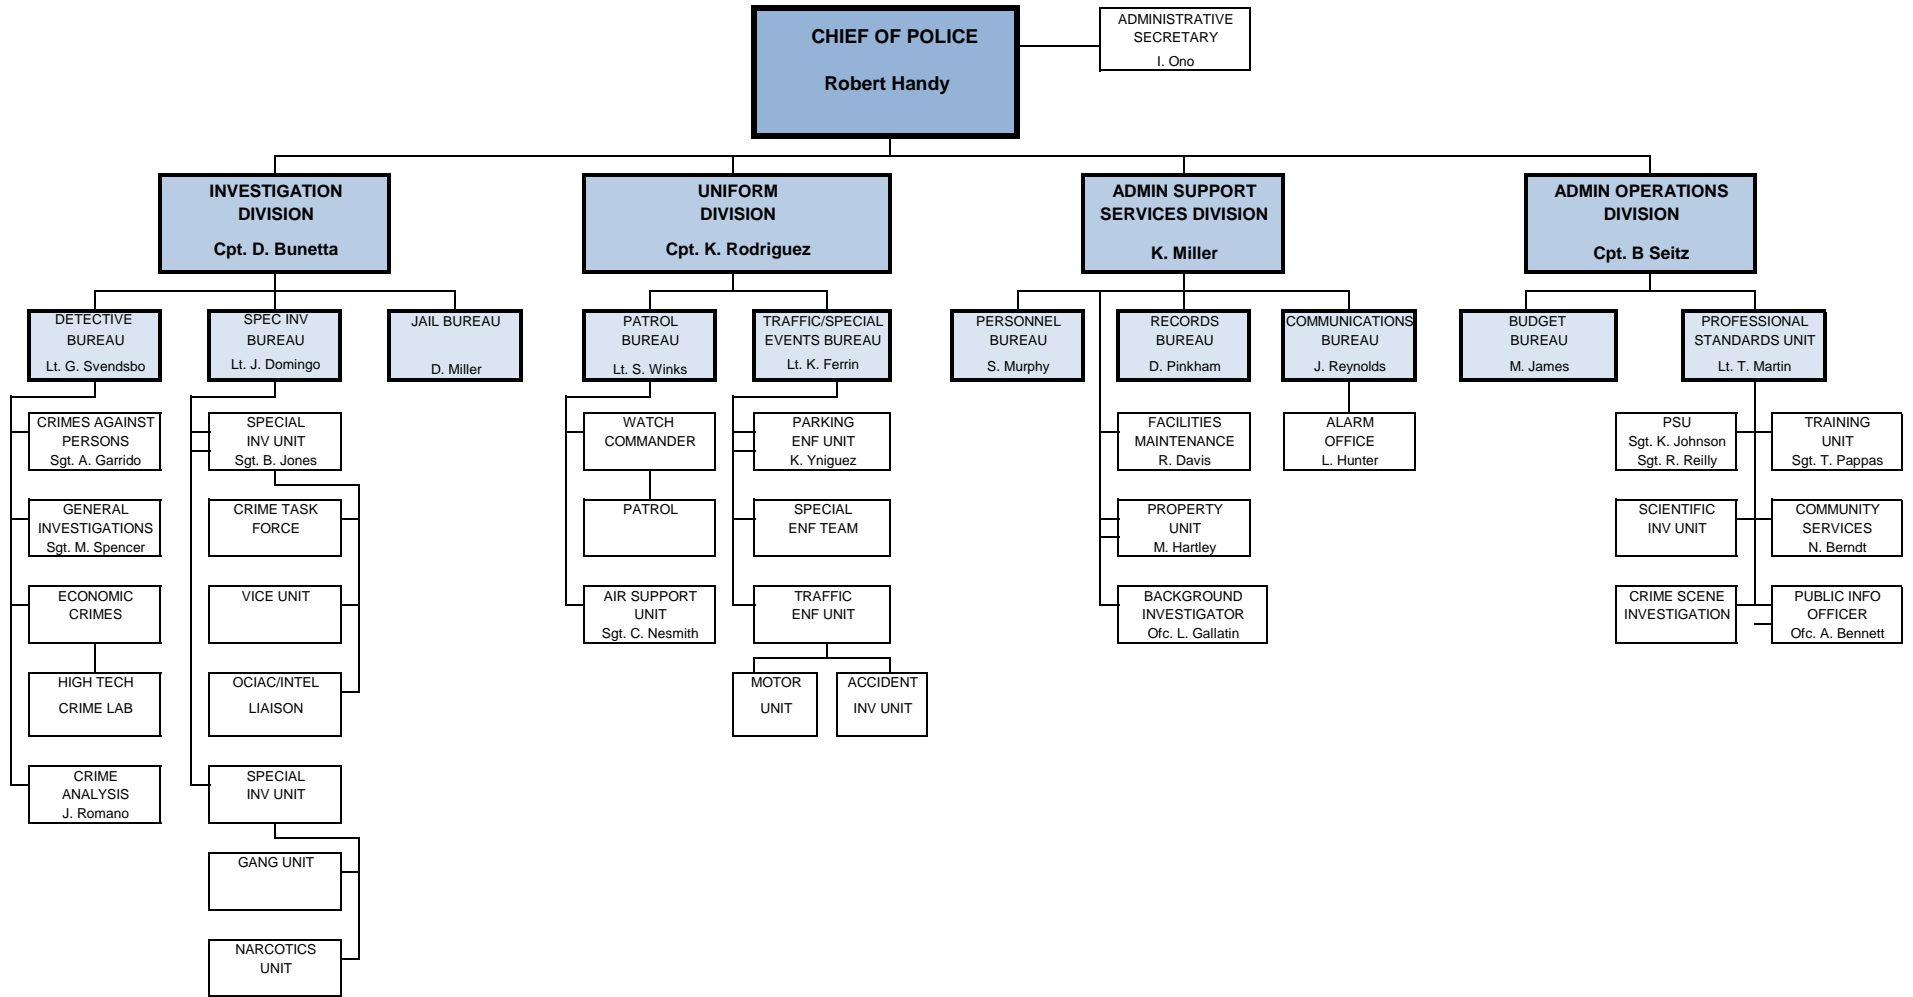 CHIEF OF POLICE
Robert Handy
ADMINISTRATIVE
SECRETARY
I. Ono
INVESTIGATION
DIVISION
Cpt. D. Bunetta
UNIFORM
DIVISION
Cpt. K. Rodriguez
ADMIN SUPPORT
SERVICES DIVISION
K. Miller
ADMIN OPERATIONS
DIVISION
Cpt. B Seitz
DETECTIVE
BUREAU
Lt. G. Svendsbo
SPEC INV
BUREAU
Lt. J. Domingo
JAIL BUREAU
D. Miller
PATROL
BUREAU
Lt. S. Winks
TRAFFIC/SPECIAL
EVENTS BUREAU
Lt. K. Ferrin
PERSONNEL
BUREAU
S. Murphy
RECORDS
BUREAU
D. Pinkham
COMMUNICATIONS
BUREAU
J. Reynolds
BUDGET
BUREAU
M. James
PROFESSIONAL
STANDARDS UNIT
Lt. T. Martin
CRIMES AGAINST
PERSONS
Sgt. A. Garrido
SPECIAL
INV UNIT
Sgt. B. Jones
WATCH
COMMANDER
PARKING
ENF UNIT
K. Yniguez
FACILITIES
MAINTENANCE
R. Davis
ALARM
OFFICE
L. Hunter
PSU
Sgt. K. Johnson
Sgt. R. Reilly
TRAINING
UNIT
Sgt. T. Pappas
GENERAL
INVESTIGATIONS
Sgt. M. Spencer
CRIME TASK
FORCE
PATROL
SPECIAL
ENF TEAM
PROPERTY
UNIT
M. Hartley
SCIENTIFIC
INV UNIT
COMMUNITY
SERVICES
N. Berndt
ECONOMIC
CRIMES
VICE UNIT
AIR SUPPORT
UNIT
Sgt. C. Nesmith
TRAFFIC
ENF UNIT
BACKGROUND
INVESTIGATOR
Ofc. L. Gallatin
CRIME SCENE
INVESTIGATION
PUBLIC INFO
OFFICER
Ofc. A. Bennett
HIGH TECH
CRIME LAB
OCIAC/INTEL
LIAISON
MOTOR
UNIT
ACCIDENT
INV UNIT
CRIME
ANALYSIS
J. Romano
SPECIAL
INV UNIT
GANG UNIT
NARCOTICS
UNIT